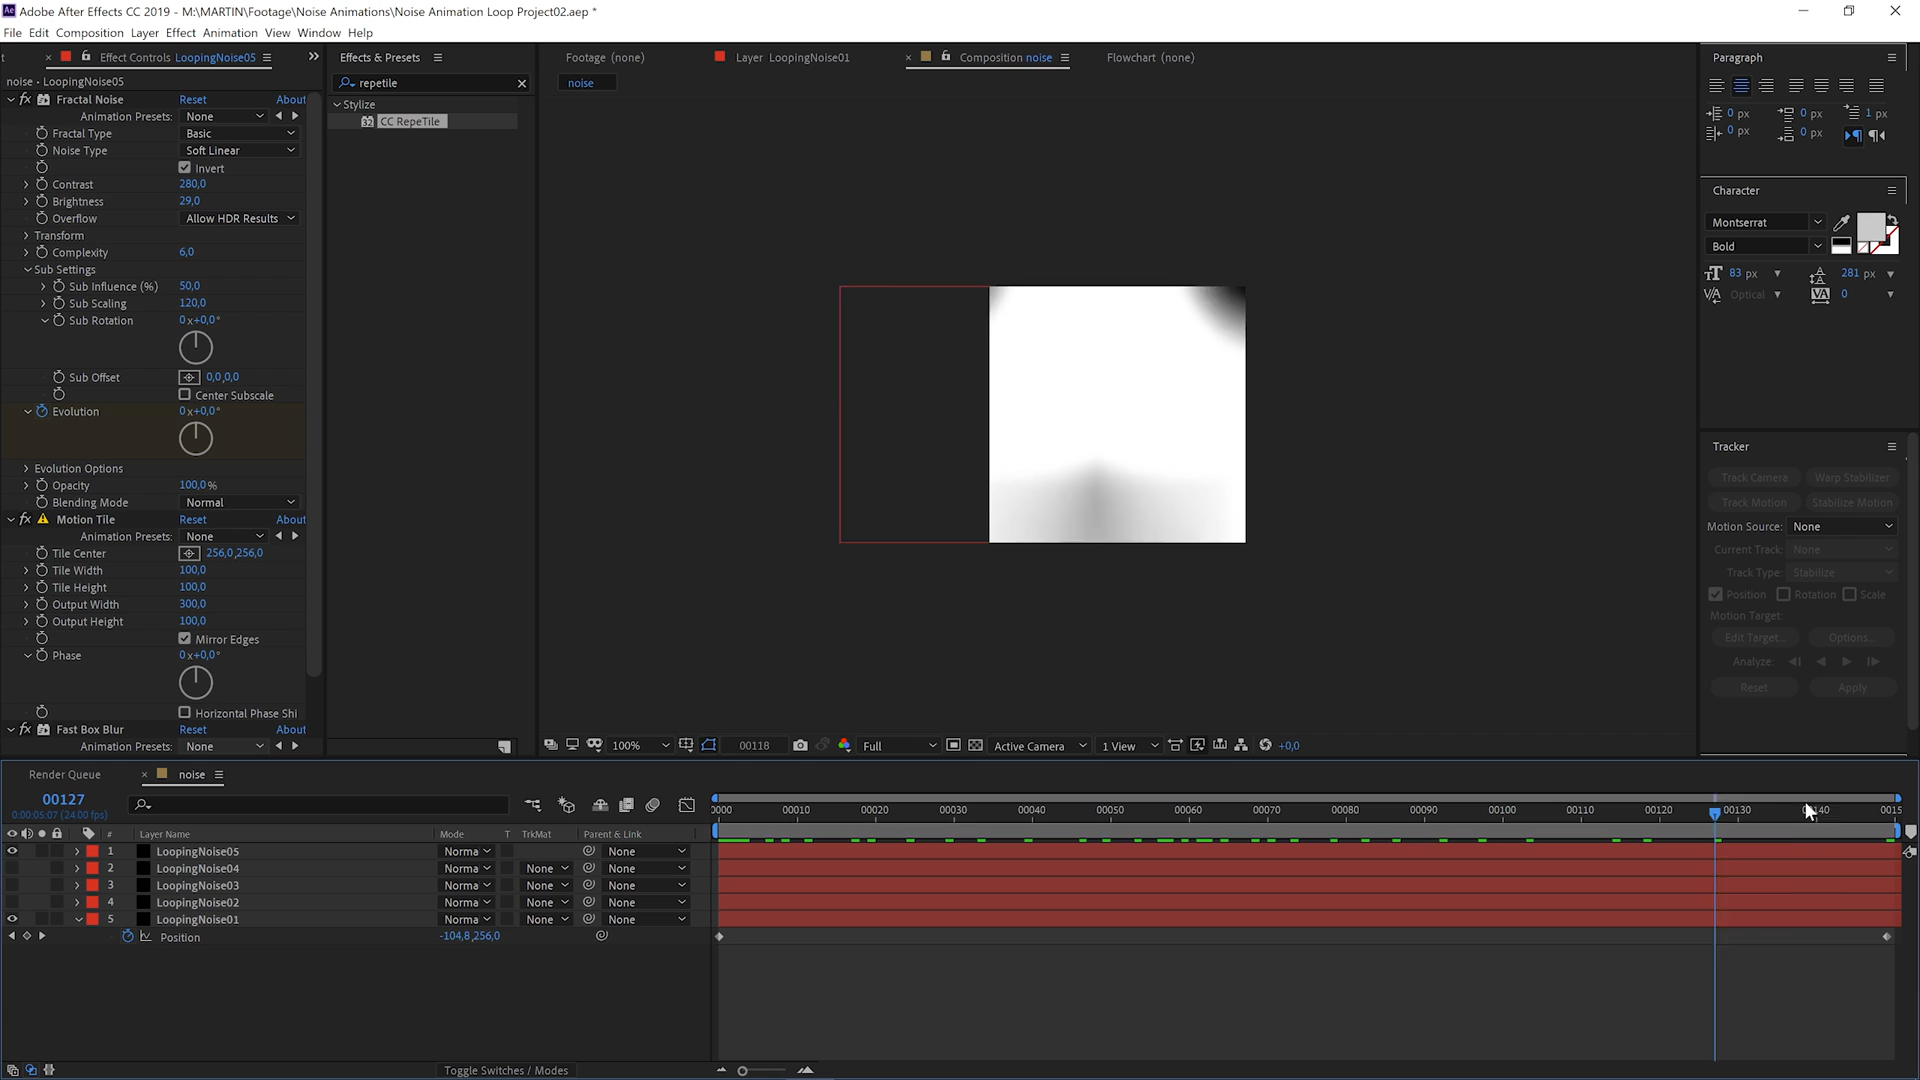 Adobe After Effects CC 2019 - M:\MARTIN\Footage\Noise Animations\Noise Animation Loop Project02.aep *
File Edit Composition Layer Effect Animation View Window Help
Effect Controls LoopingNoise05
noise • LoopingNoise05
Fractal Noise Reset About
Animation Presets: None
Fractal Type Basic
Noise Type Soft Linear
Invert
Contrast 280,0
Brightness 29,0
Overflow Allow HDR Results
Transform
Complexity 6,0
Sub Settings
Sub Influence (%) 50,0
Sub Scaling 120,0
Sub Rotation 0x+0,0°
Sub Offset 0,0,0,0
Center Subscale
Evolution 0x+0,0°
Evolution Options
Opacity 100,0%
Blending Mode Normal
Motion Tile Reset About
Animation Presets: None
Tile Center 256,0,256,0
Tile Width 100,0
Tile Height 100,0
Output Width 300,0
Output Height 100,0
Mirror Edges
Phase 0x+0,0°
Horizontal Phase Shi
Fast Box Blur Reset About
Animation Presets: None
Effects & Presets
repetile
Stylize
32 CC RepeTile
Footage (none) Layer LoopingNoise01 Composition noise Flowchart (none)
noise
100% 00118 Full Active Camera 1 View +0,0
Paragraph
0 px 0 px 1 px
0 px 0 px
Character
Montserrat
Bold
83 px 281 px
Optical 0
Tracker
Track Camera Warp Stabilizer
Track Motion Stabilize Motion
Motion Source: None
Current Track: None
Track Type: Stabilize
Position Rotation Scale
Motion Target:
Edit Target... Options...
Analyze:
Reset Apply
Render Queue noise
00127
0:00:05:07 (24.00 fps)
0000 00010 00020 00030 00040 00050 00060 00070 00080 00090 00100 00110 00120 00130 00140 0015
# Layer Name Mode T TrkMat Parent & Link
1 LoopingNoise05 Norma None
2 LoopingNoise04 Norma None None
3 LoopingNoise03 Norma None None
4 LoopingNoise02 Norma None None
5 LoopingNoise01 Norma None None
Position -104,8,256,0
Toggle Switches / Modes